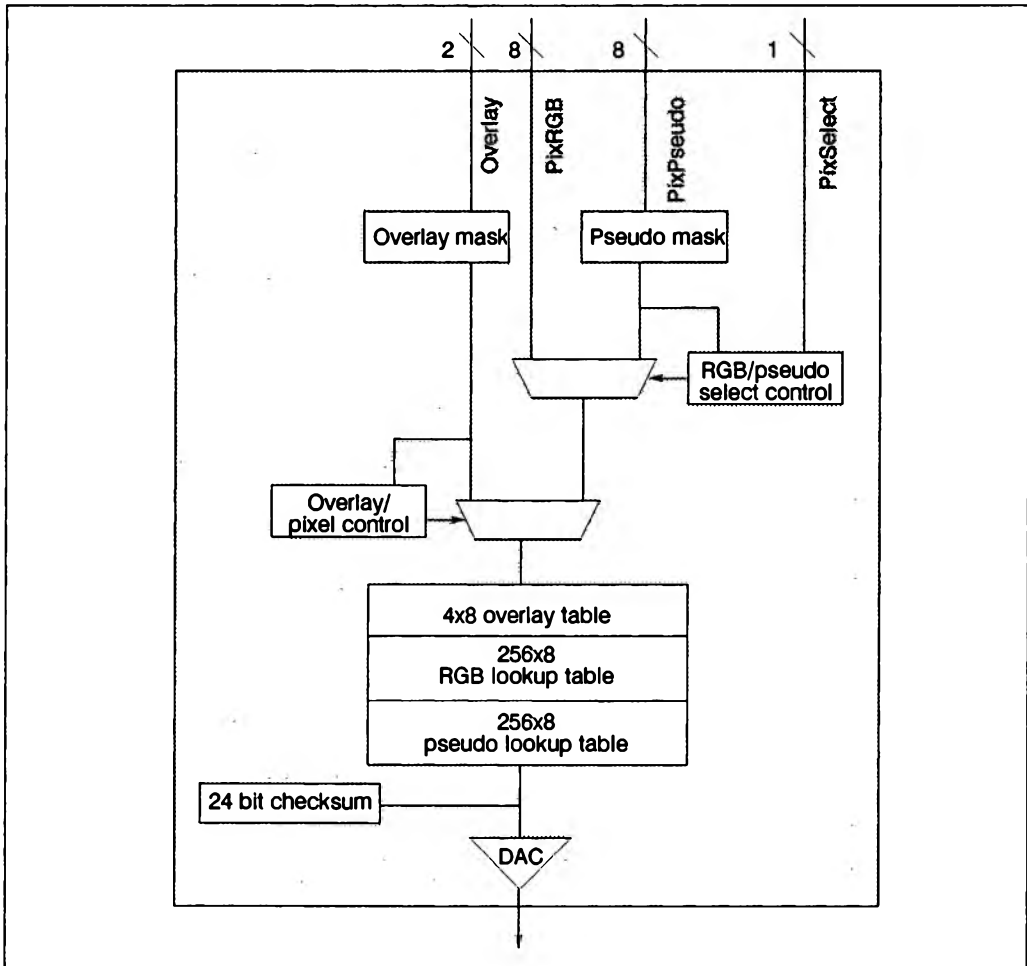 2 8 8 1
Overlay
PixRGB
PixPseudo
PixSelect
Overlay mask
Pseudo mask
RGB/pseudo
select control
Overlay/
pixel control
4x8 overlay table
256x8
RGB lookup table
256x8
pseudo lookup table
24 bit checksum
DAC